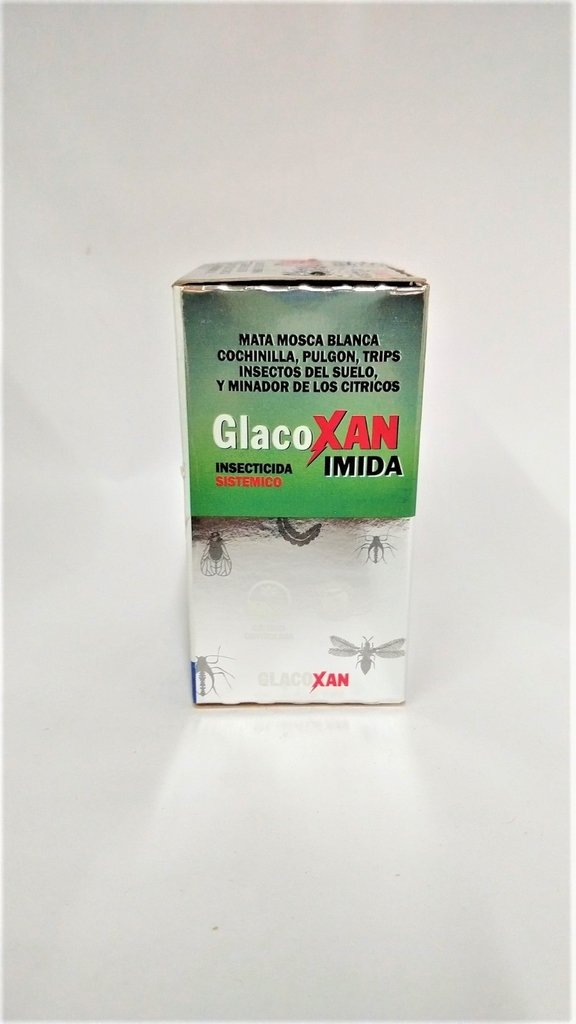 MATA MOSCA BLANCA
COCHINILLA, PULGON, TRIPS
INSECTOS DEL SUELO,
Y MINADOR DE LOS CITRICOS
GlacoXAN
INSECTICIDA IMIDA
SISTEMICO
GLACOXAN